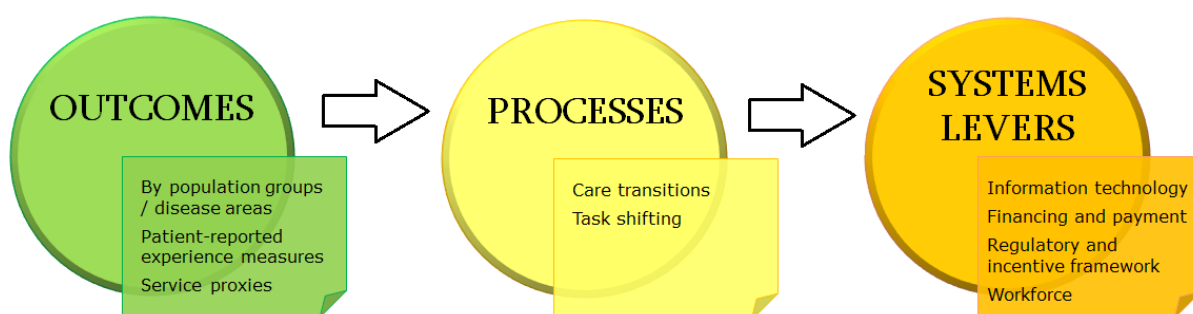 OUTCOMES
By population groups
/ disease areas
Patient-reported
experience measures
Service proxies
PROCESSES
Care transitions
Task shifting
SYSTEMS
LEVERS
Information technology
Financing and payment
Regulatory and
incentive framework
Workforce